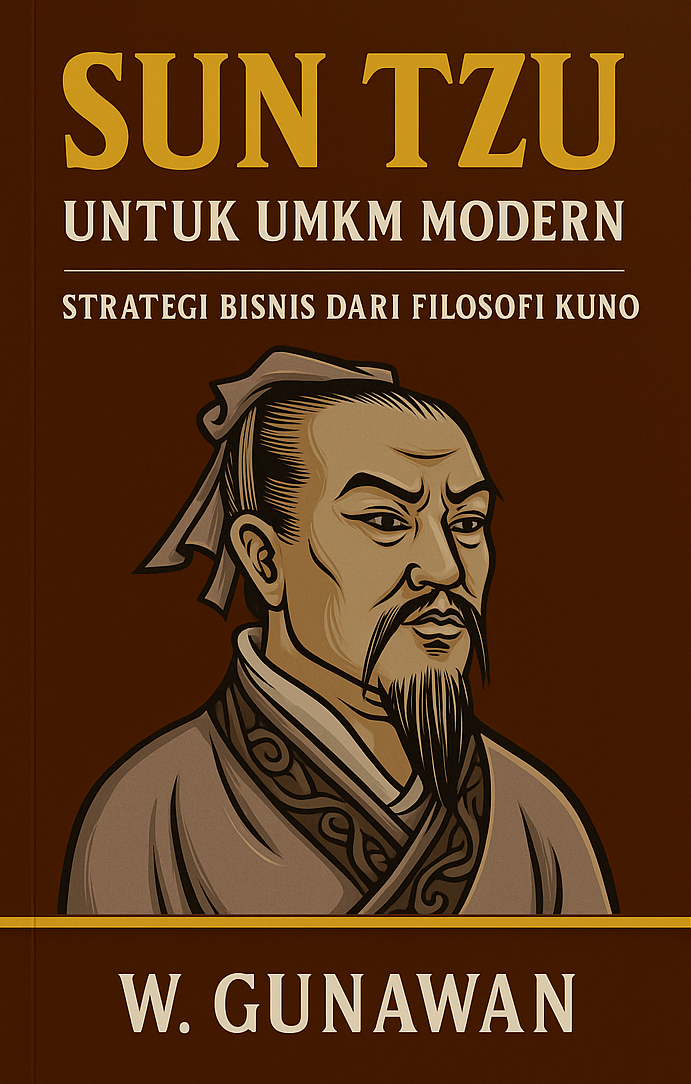 SUN TZU
UNTUK UMKM MODERN
STRATEGI BISNIS DARI FILOSOFI KUNO
W. GUNAWAN